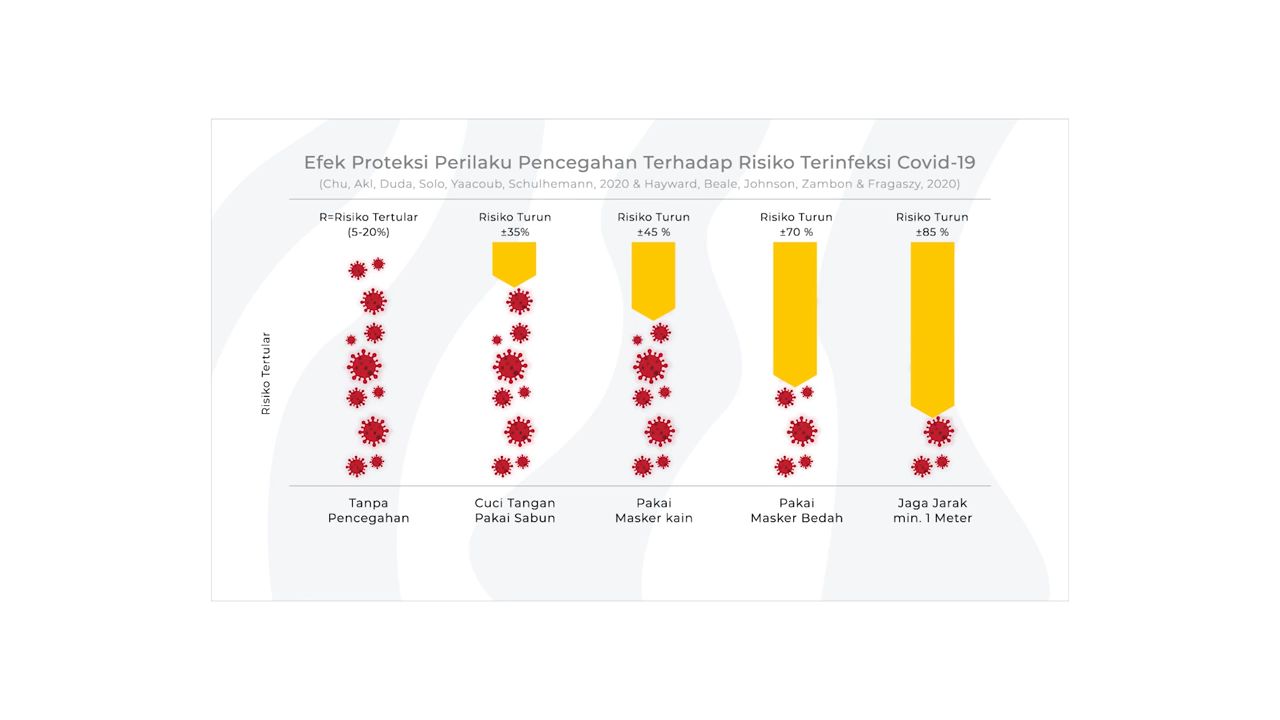 Efek Proteksi Perilaku Pencegahan Terhadap Risiko Terinfeksi Covid-19
(Chu, Akl, Duda, Solo, Yaacoub, Schulhemann, 2020 & Hayward, Beale, Johnson, Zambon & Fragaszy, 2020)
R=Risiko Tertular
(5-20%)
Risiko Turun
±35%
Risiko Turun
±45 %
Risiko Turun
±70 %
Risiko Turun
±85 %
Risiko Tertular
Tanpa
Pencegahan
Cuci Tangan
Pakai Sabun
Pakai
Masker kain
Pakai
Masker Bedah
Jaga Jarak
min. 1 Meter